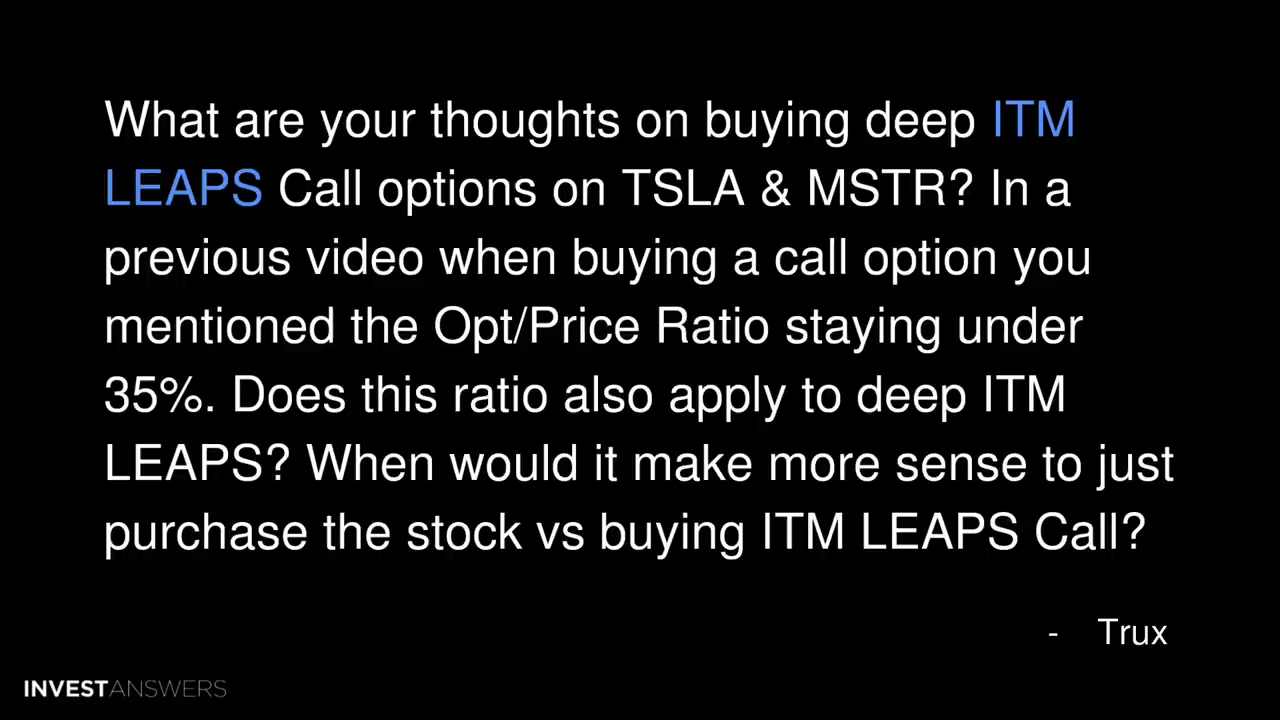 What are your thoughts on buying deep ITM
LEAPS Call options on TSLA & MSTR? In a
previous video when buying a call option you
mentioned the Opt/Price Ratio staying under
35%. Does this ratio also apply to deep ITM
LEAPS? When would it make more sense to just
purchase the stock vs buying ITM LEAPS Call?
- Trux
INVESTANSWERS